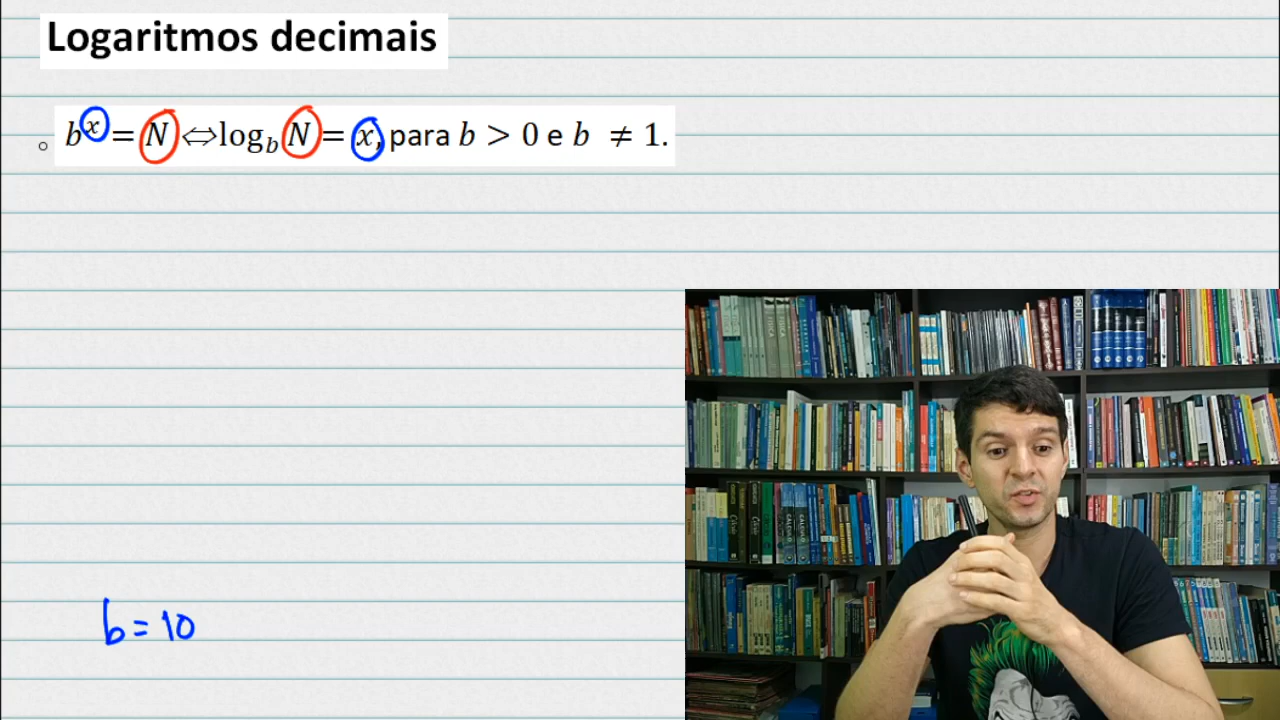 Logaritmos decimais
b^x = N ⇔ log_b N = x, para b > 0 e b ≠ 1.
b = 10